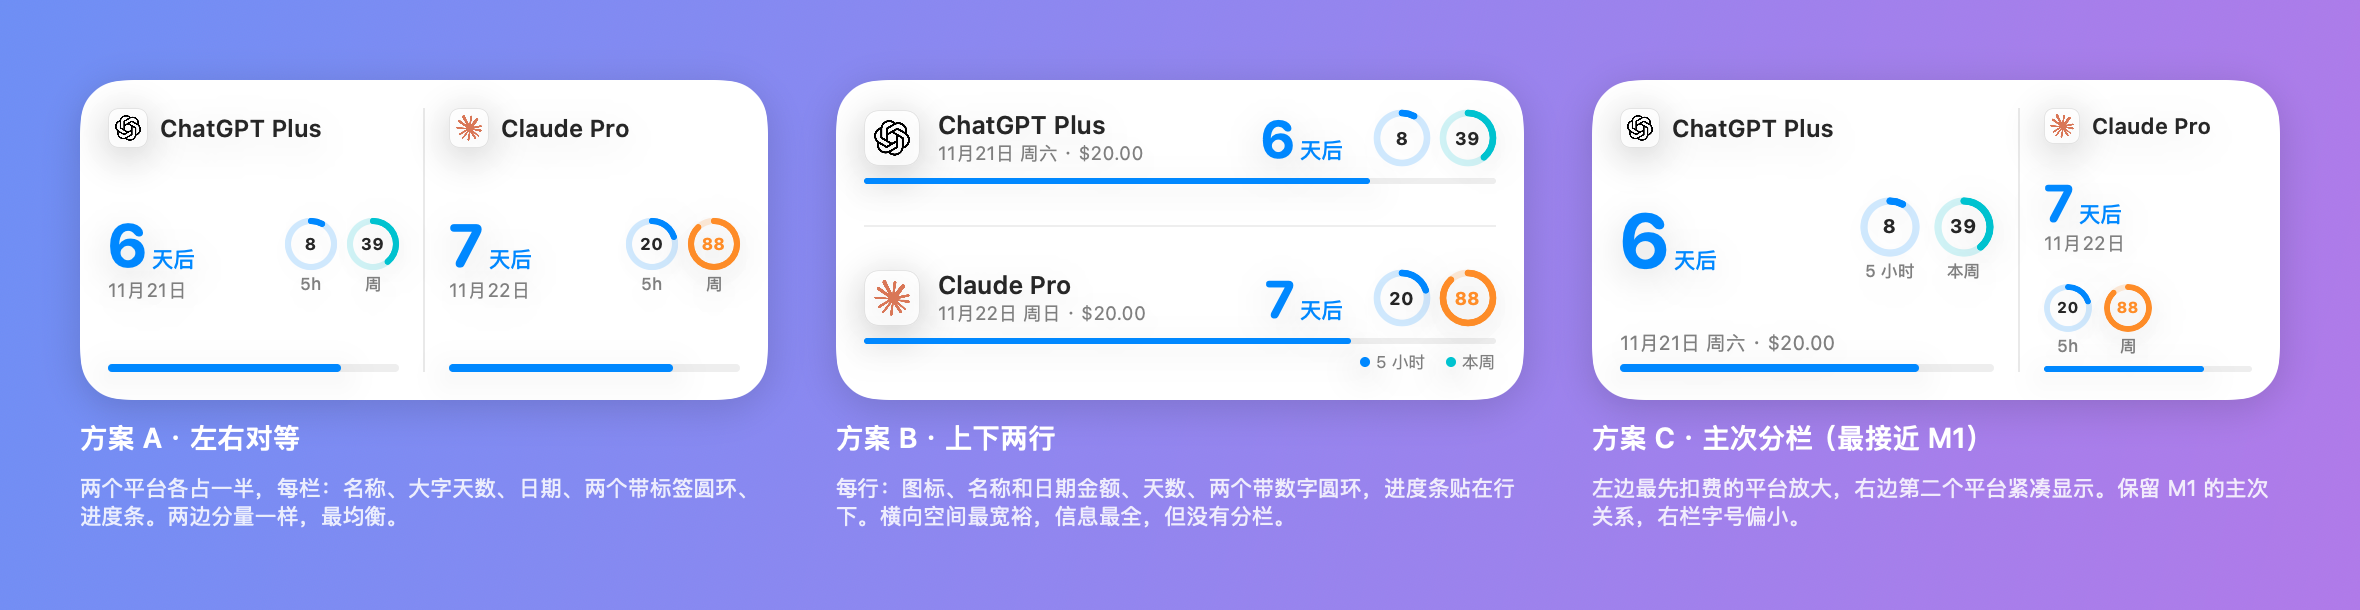 ChatGPT Plus
6 天后
11月21日
8
39
5h
周
Claude Pro
7 天后
11月22日
20
88
5h
周
方案 A · 左右对等
两个平台各占一半，每栏：名称、大字天数、日期、两个带标签圆环、
进度条。两边分量一样，最均衡。
ChatGPT Plus
11月21日 周六 · $20.00
6 天后
8
39
Claude Pro
11月22日 周日 · $20.00
7 天后
20
88
5 小时
本周
方案 B · 上下两行
每行：图标、名称和日期金额、天数、两个带数字圆环，进度条贴在行
下。横向空间最宽裕，信息最全，但没有分栏。
ChatGPT Plus
6 天后
8
39
5 小时
本周
11月21日 周六 · $20.00
Claude Pro
7 天后
11月22日
20
88
5h
周
方案 C · 主次分栏（最接近 M1）
左边最先扣费的平台放大，右边第二个平台紧凑显示。保留 M1 的主次
关系，右栏字号偏小。